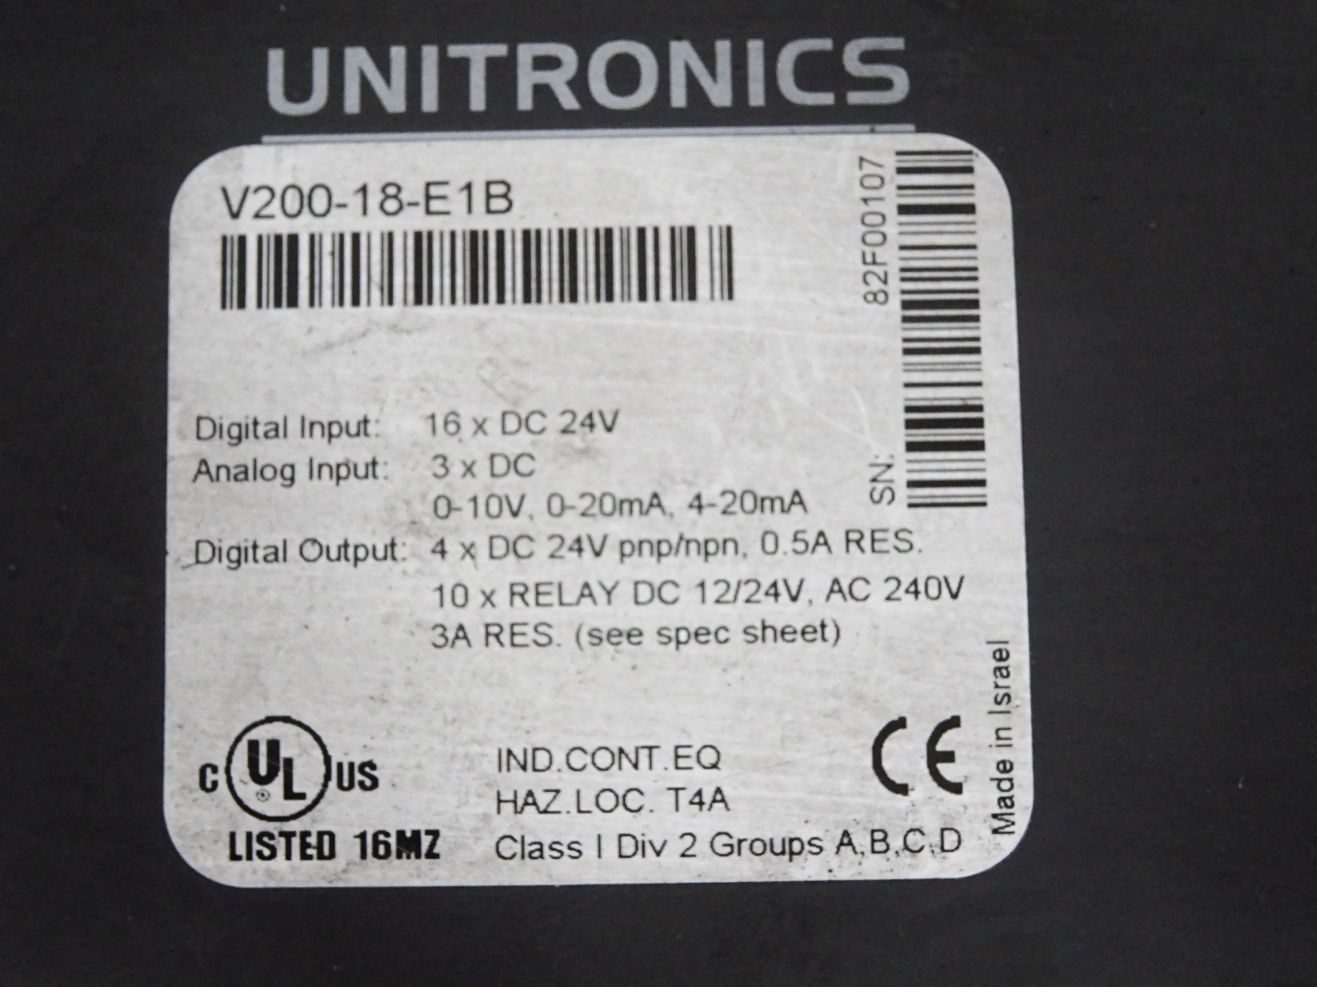 UNITRONICS
V200-18-E1B
SN: 82F00107
Digital Input: 16 x DC 24V
Analog Input: 3 x DC
0-10V, 0-20mA, 4-20mA
Digital Output: 4 x DC 24V pnp/npn, 0.5A RES.
10 x RELAY DC 12/24V, AC 240V
3A RES. (see spec sheet)
C UL US
LISTED 16MZ
IND.CONT.EQ
HAZ.LOC. T4A
Class I Div 2 Groups A,B,C,D
CE
Made in Israel